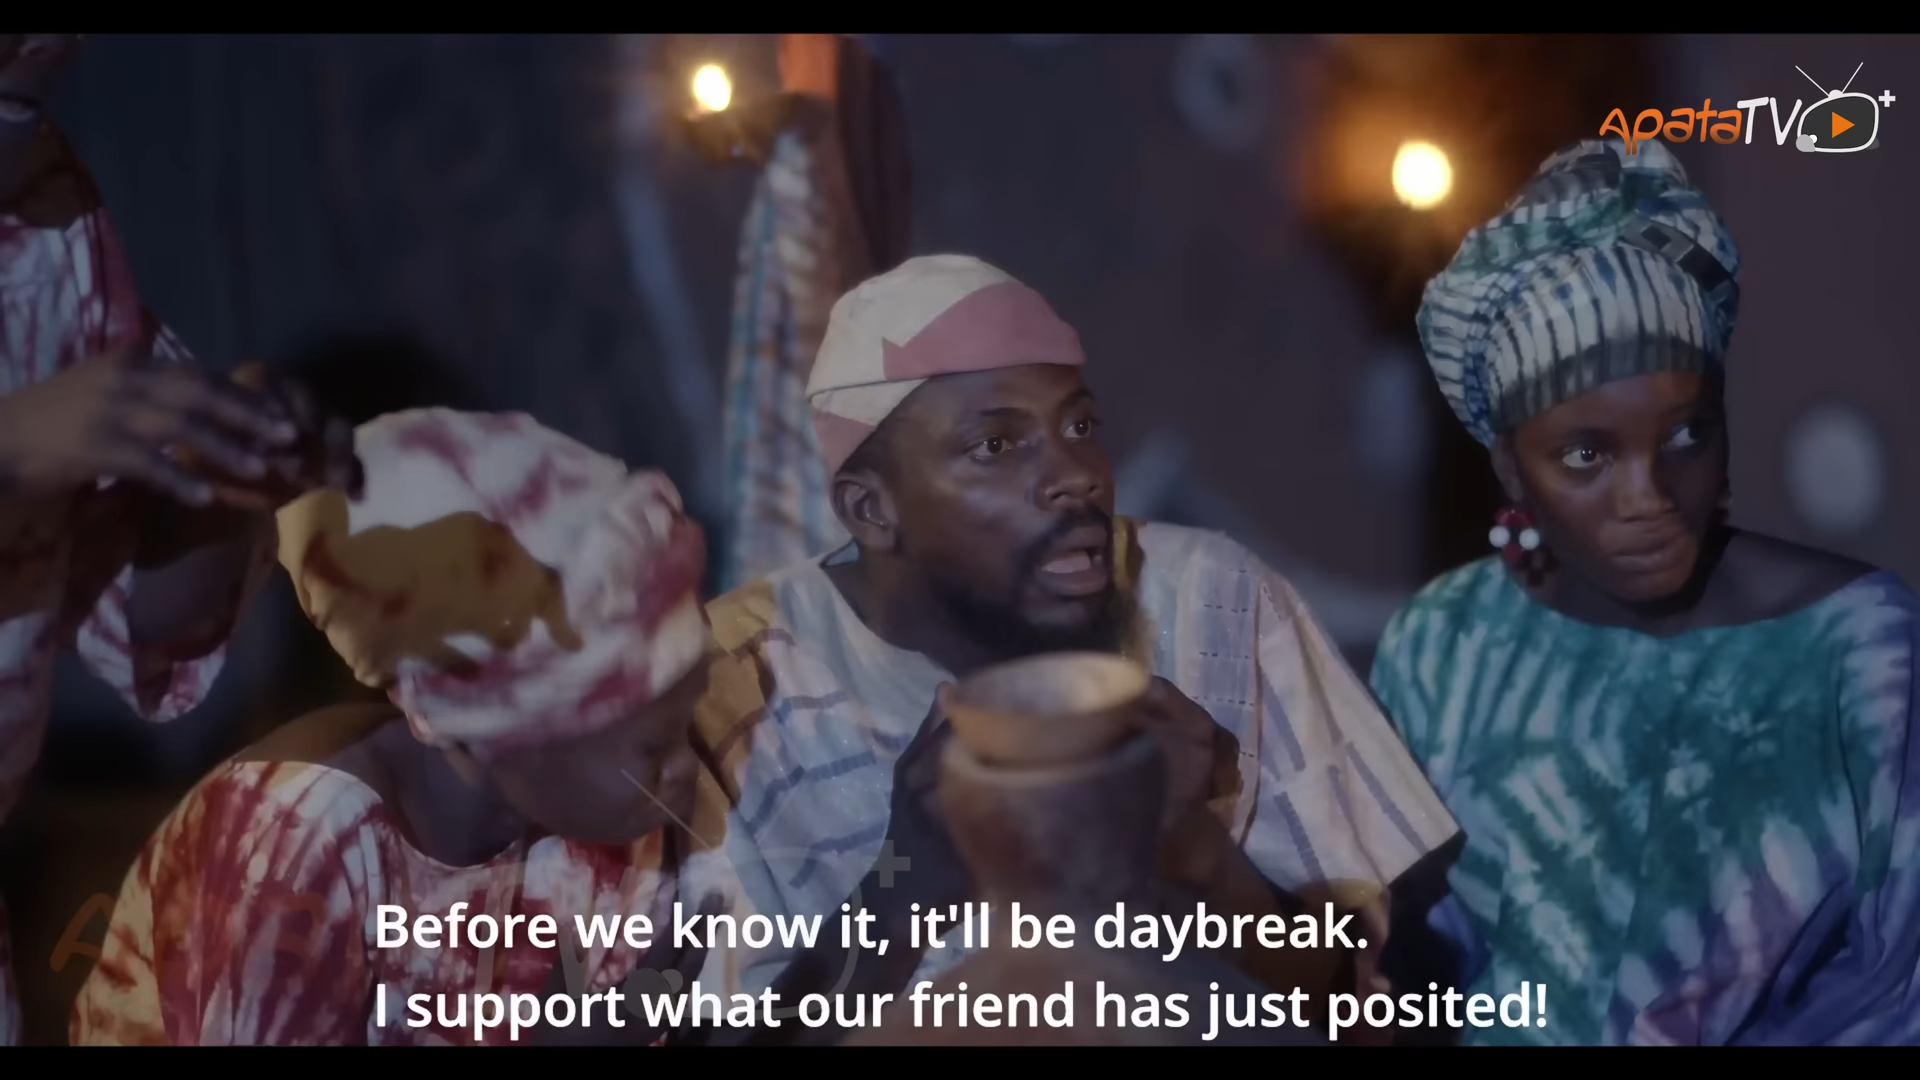 ApataTV+
Before we know it, it'll be daybreak.
I support what our friend has just posited!